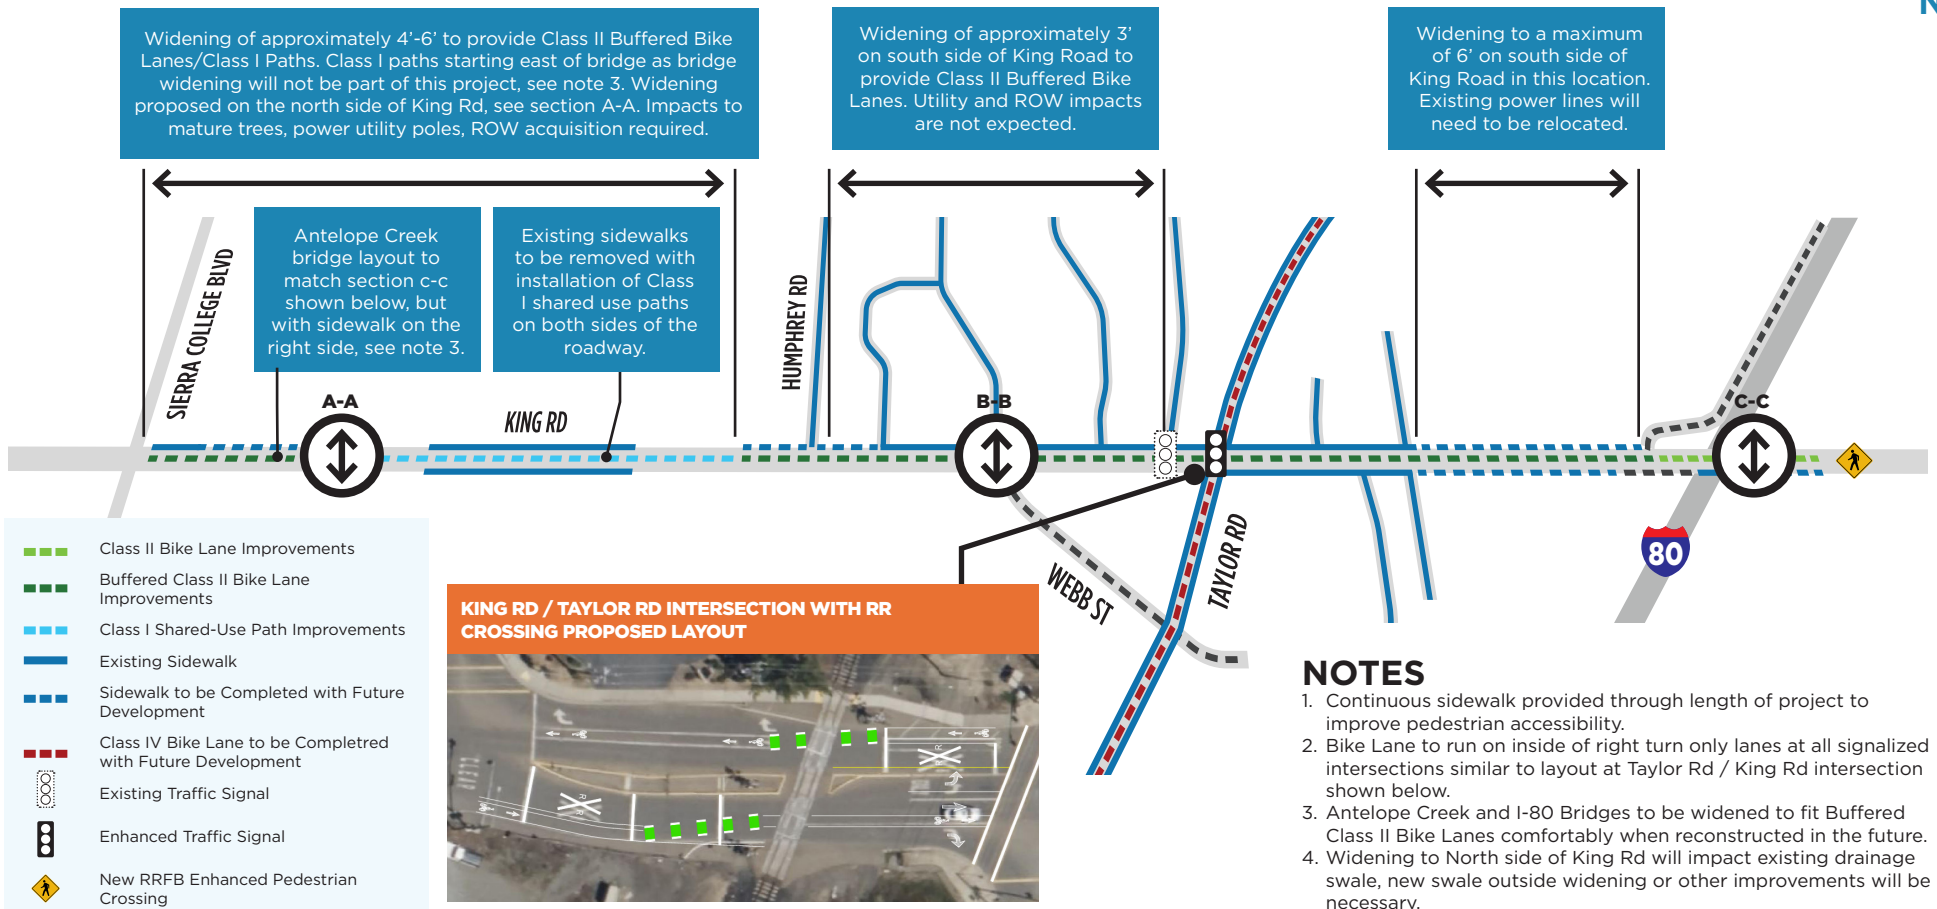 N
Widening of approximately 4'-6' to provide Class II Buffered Bike
Lanes/Class I Paths. Class I paths starting east of bridge as bridge
widening will not be part of this project, see note 3. Widening
proposed on the north side of King Rd, see section A-A. Impacts to
mature trees, power utility poles, ROW acquisition required.
Widening of approximately 3'
on south side of King Road to
provide Class II Buffered Bike
Lanes. Utility and ROW impacts
are not expected.
Widening to a maximum
of 6' on south side of
King Road in this location.
Existing power lines will
need to be relocated.
Antelope Creek
bridge layout to
match section c-c
shown below, but
with sidewalk on the
right side, see note 3.
Existing sidewalks
to be removed with
installation of Class
I shared use paths
on both sides of the
roadway.
SIERRA COLLEGE BLVD
HUMPHREY RD
A-A
KING RD
B-B
C-C
WEBB ST
TAYLOR RD
80
Class II Bike Lane Improvements
Buffered Class II Bike Lane
Improvements
Class I Shared-Use Path Improvements
Existing Sidewalk
Sidewalk to be Completed with Future
Development
Class IV Bike Lane to be Completred
with Future Development
Existing Traffic Signal
Enhanced Traffic Signal
New RRFB Enhanced Pedestrian
Crossing
KING RD / TAYLOR RD INTERSECTION WITH RR
CROSSING PROPOSED LAYOUT
R R
R R
NOTES
1. Continuous sidewalk provided through length of project to
improve pedestrian accessibility.
2. Bike Lane to run on inside of right turn only lanes at all signalized
intersections similar to layout at Taylor Rd / King Rd intersection
shown below.
3. Antelope Creek and I-80 Bridges to be widened to fit Buffered
Class II Bike Lanes comfortably when reconstructed in the future.
4. Widening to North side of King Rd will impact existing drainage
swale, new swale outside widening or other improvements will be
necessary.